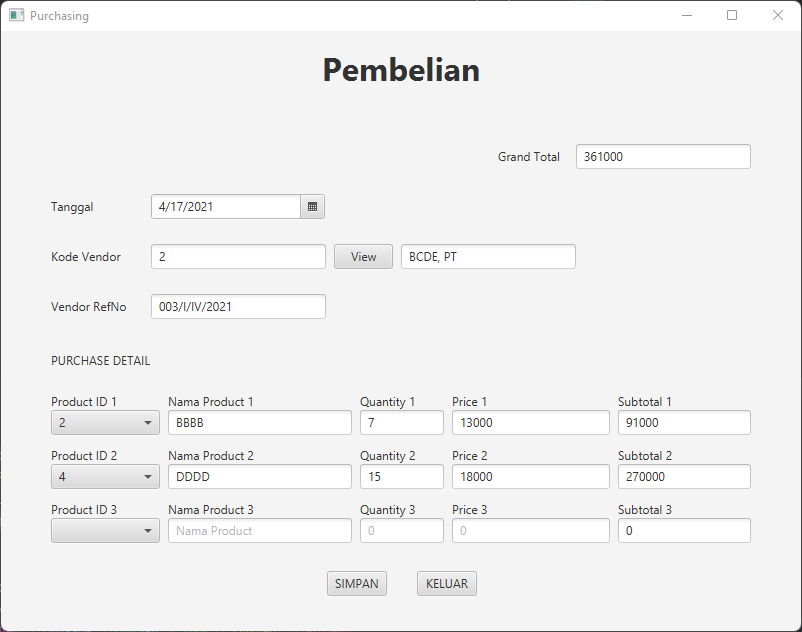 Purchasing
Pembelian
Grand Total 361000
Tanggal 4/17/2021
Kode Vendor 2 View BCDE, PT
Vendor RefNo 003/I/IV/2021
PURCHASE DETAIL
Product ID 1 Nama Product 1 Quantity 1 Price 1 Subtotal 1
2 BBBB 7 13000 91000
Product ID 2 Nama Product 2 Quantity 2 Price 2 Subtotal 2
4 DDDD 15 18000 270000
Product ID 3 Nama Product 3 Quantity 3 Price 3 Subtotal 3
Nama Product 0 0 0
SIMPAN KELUAR